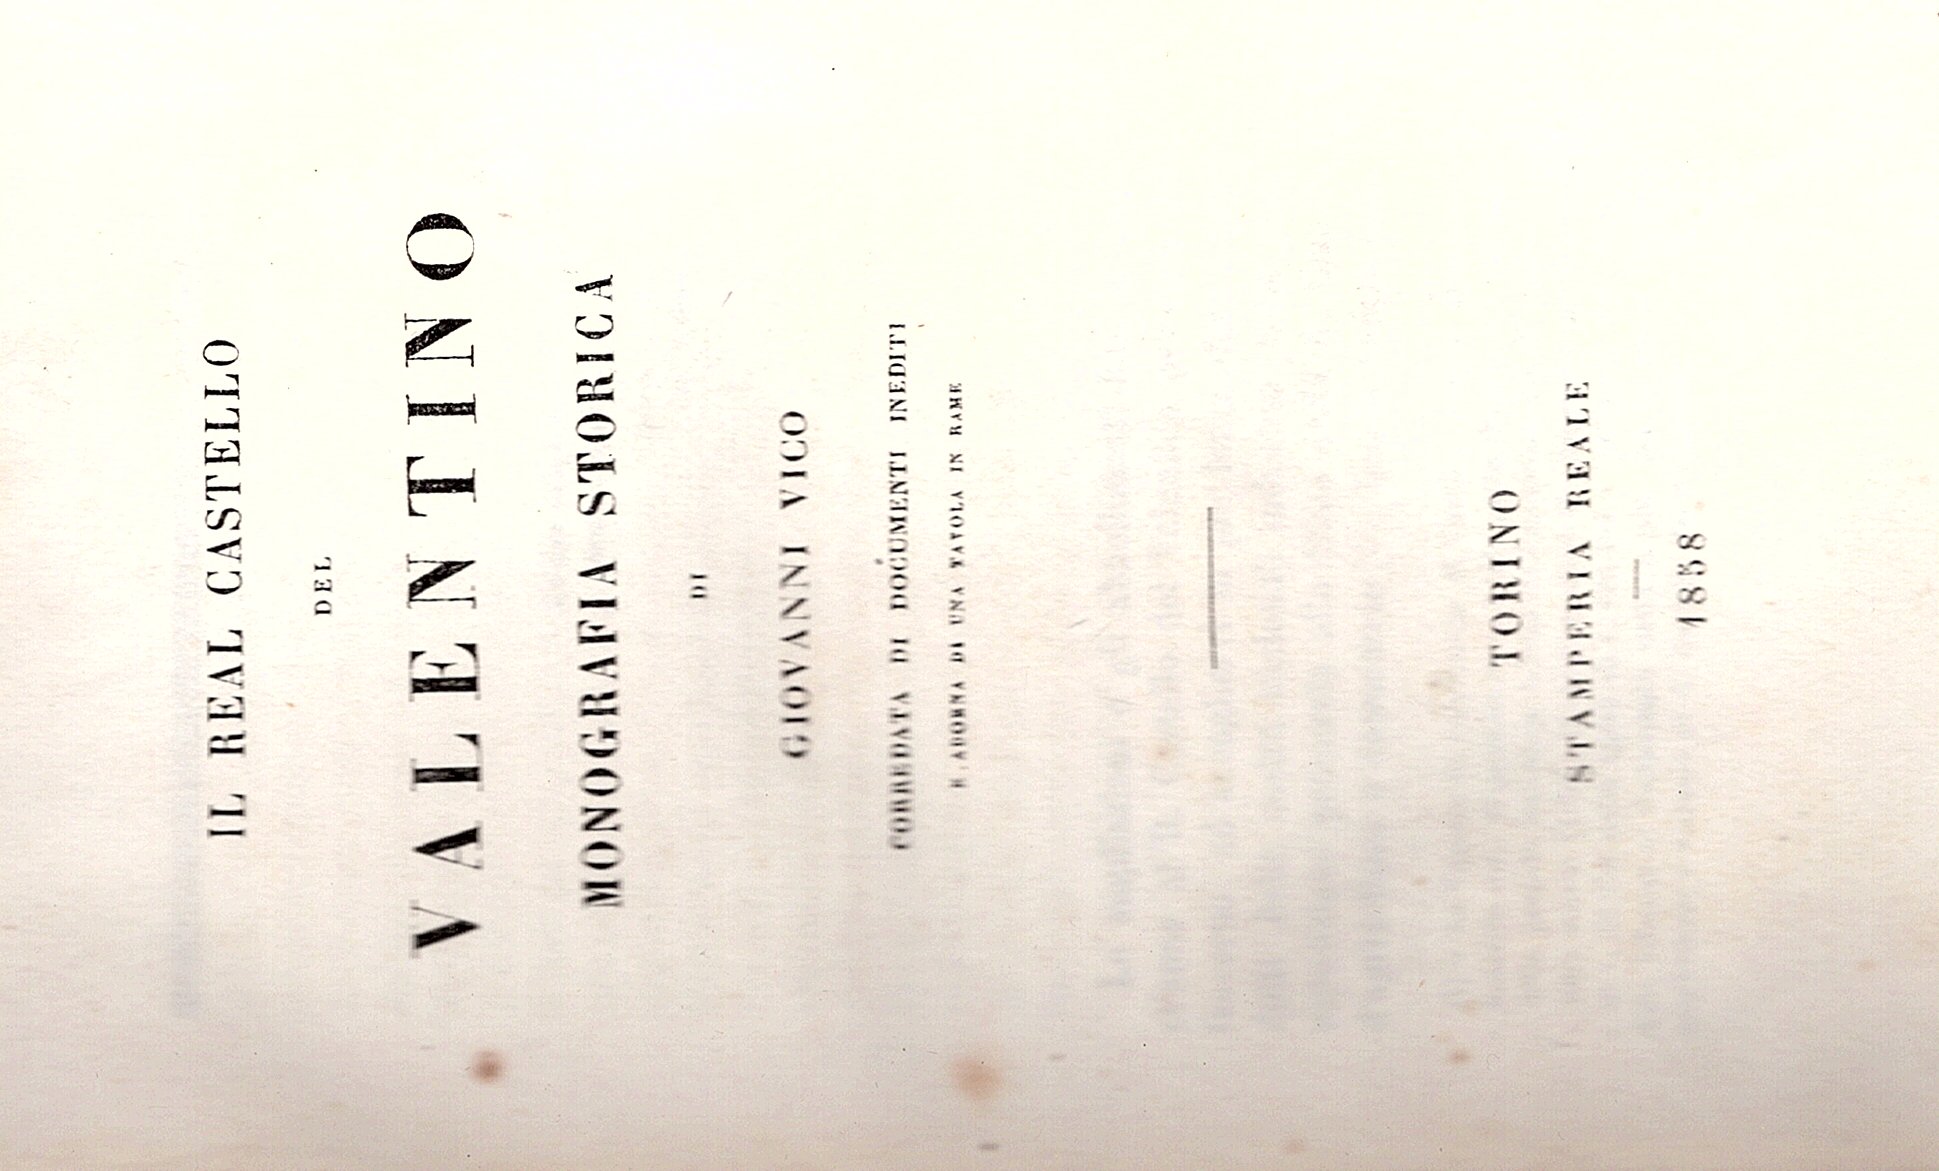 IL REAL CASTELLO
DEL
VALENTINO
MONOGRAFIA STORICA
DI
GIOVANNI VICO
CORREDATA DI DOCUMENTI INEDITI
E ADORNA DI UNA TAVOLA IN RAME
TORINO
STAMPERIA REALE
1858